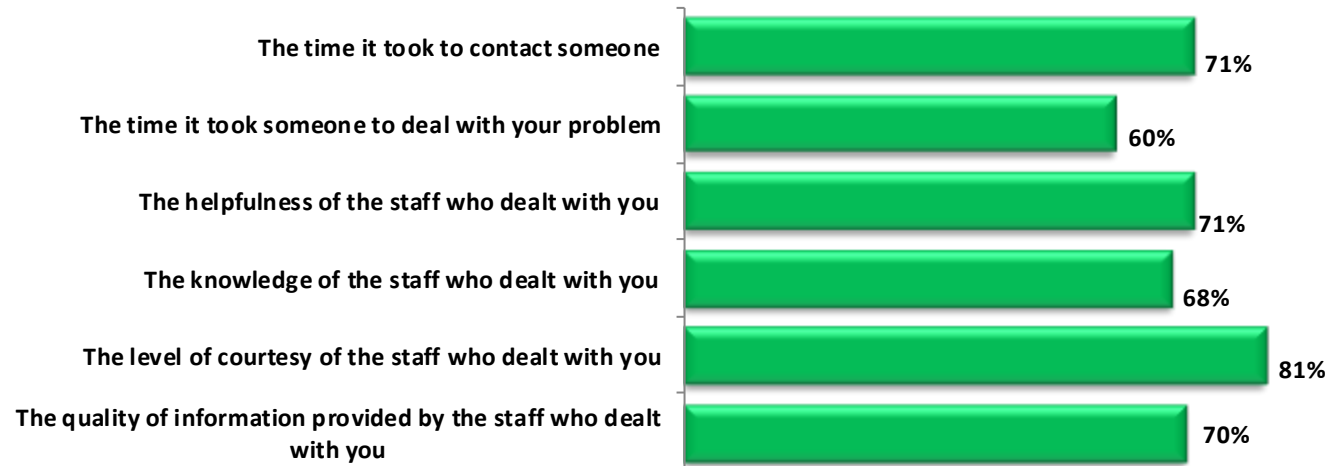 The time it took to contact someone
71%
The time it took someone to deal with your problem
60%
The helpfulness of the staff who dealt with you
71%
The knowledge of the staff who dealt with you
68%
The level of courtesy of the staff who dealt with you
81%
The quality of information provided by the staff who dealt
with you
70%